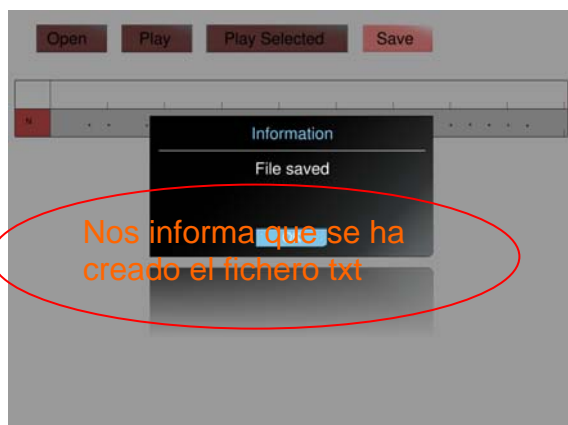 Open Play Play Selected Save
N
Information
File saved
Nos informa que se ha
creado el fichero txt